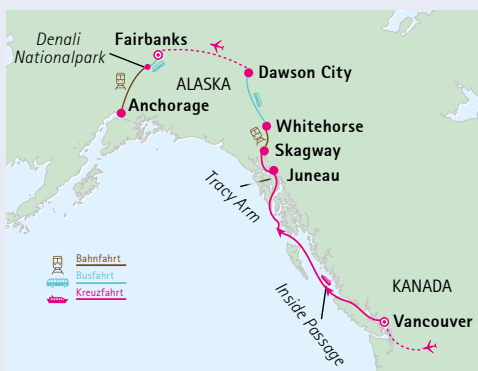 Denali
Nationalpark
Fairbanks
ALASKA
Dawson City
Anchorage
Whitehorse
Skagway
Juneau
Tracy Arm
Bahnfahrt
Busfahrt
Kreuzfahrt
Inside Passage
KANADA
Vancouver